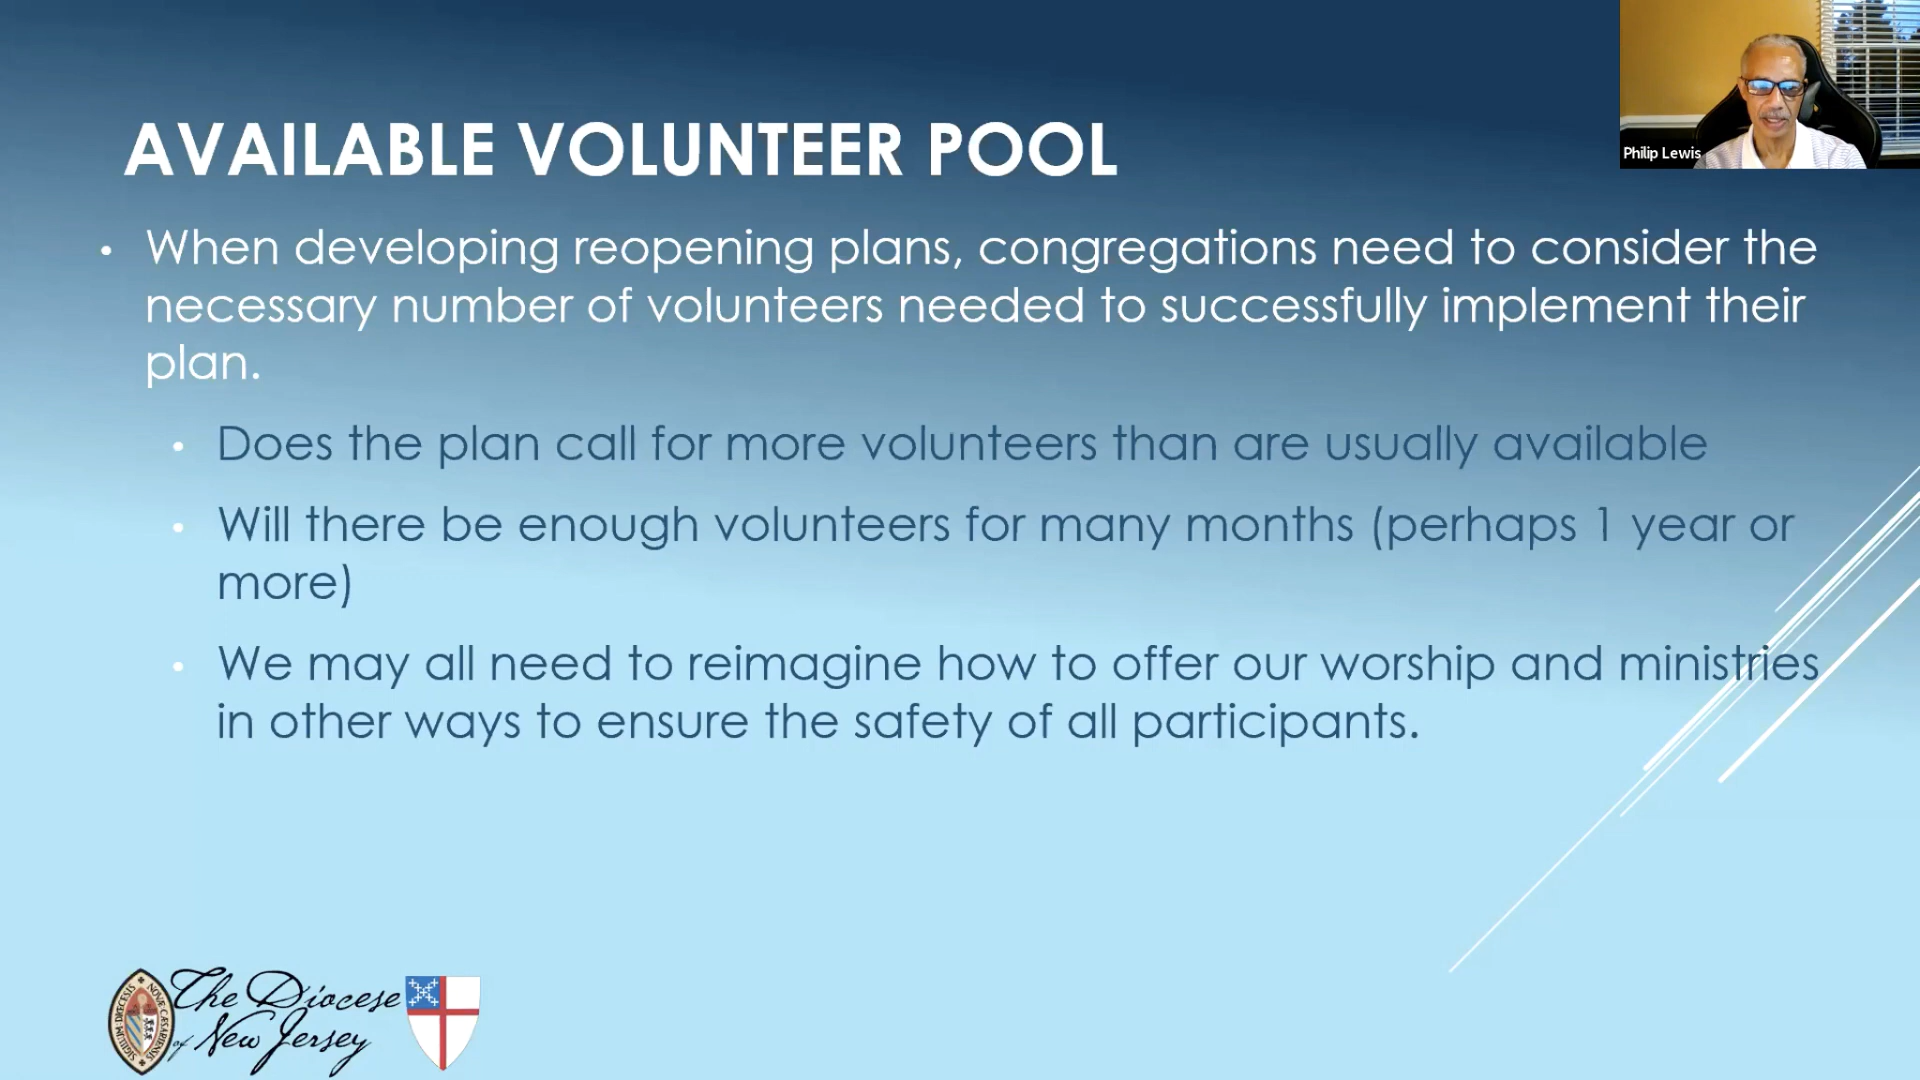 AVAILABLE VOLUNTEER POOL
Philip Lewis
• When developing reopening plans, congregations need to consider the
necessary number of volunteers needed to successfully implement their
plan.
• Does the plan call for more volunteers than are usually available
• Will there be enough volunteers for many months (perhaps 1 year or
more)
• We may all need to reimagine how to offer our worship and ministries
in other ways to ensure the safety of all participants.
The Diocese
of New Jersey